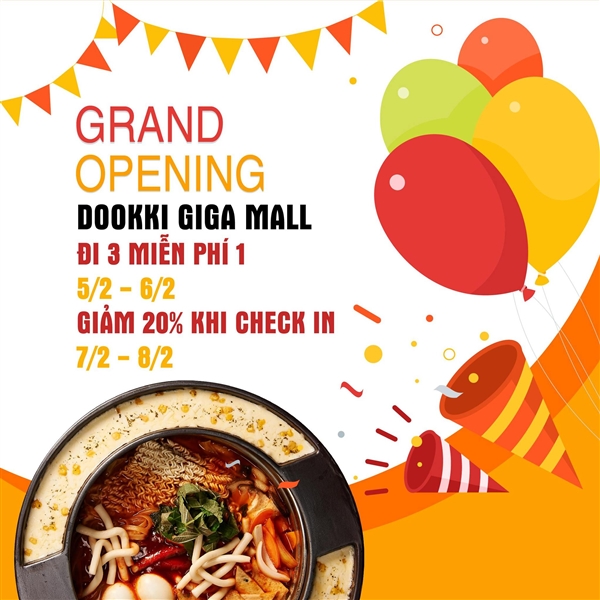 GRAND
OPENING
DOOKKI GIGA MALL
ĐI 3 MIỄN PHÍ 1
5/2 - 6/2
GIẢM 20% KHI CHECK IN
7/2 - 8/2